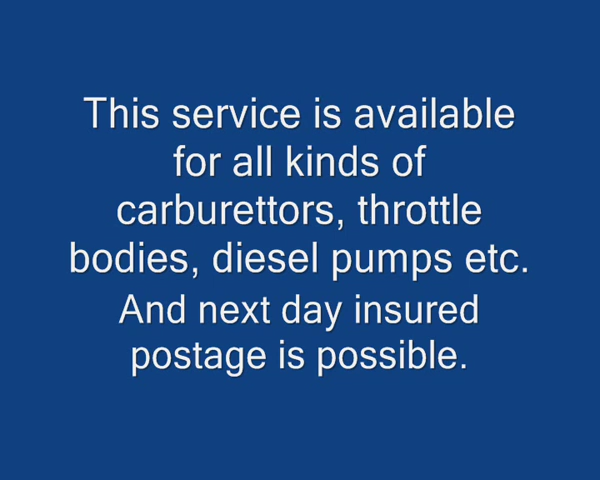 This service is available
for all kinds of
carburettors, throttle
bodies, diesel pumps etc.
And next day insured
postage is possible.